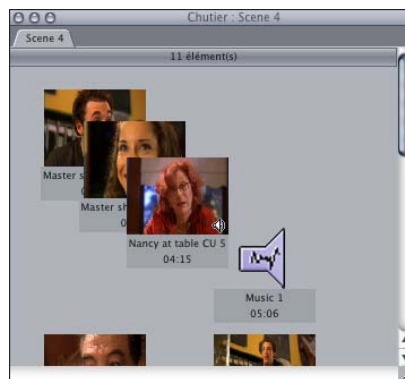 Chutier : Scene 4
Scene 4
11 élément(s)
Master s
Master sh
0
Nancy at table CU 5
04:15
Music 1
05:06